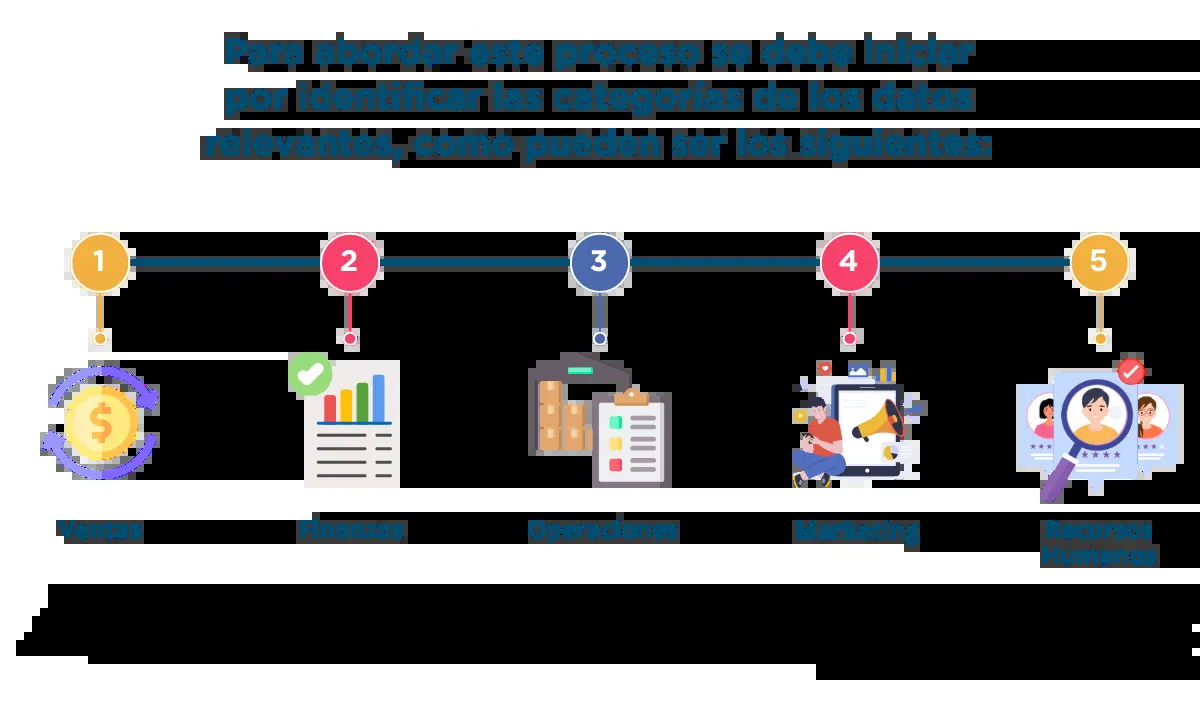 Para abordar este proceso se debe iniciar
por identificar las categorías de los datos
relevantes, como pueden ser los siguientes:
1
2
3
4
5
Ventas
Finanzas
Operaciones
Marketing
Recursos
Humanos